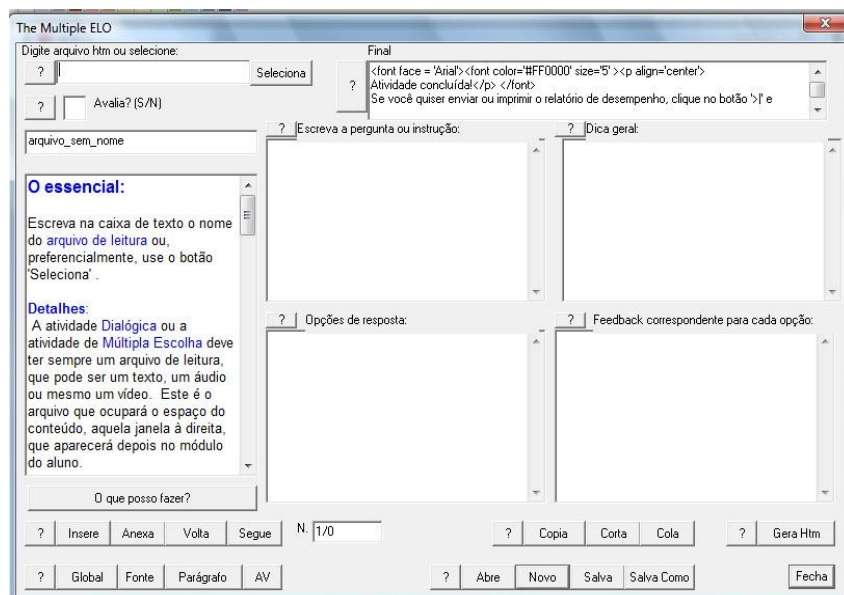 The Multiple ELO
x
Digite arquivo htm ou selecione:
? Seleciona
? Avalia? (S/N)
Final
?
<font face = 'Arial'><font color='#FF0000' size='5' ><p align='center'>
Atividade concluída!</p> </font>
Se você quiser enviar ou imprimir o relatório de desempenho, clique no botão '>|' e
arquivo_sem_nome
O essencial:
Escreva na caixa de texto o nome
do arquivo de leitura ou,
preferencialmente, use o botão
'Seleciona' .
Detalhes:
A atividade Dialógica ou a
atividade de Múltipla Escolha deve
ter sempre um arquivo de leitura,
que pode ser um texto, um áudio
ou mesmo um vídeo. Este é o
arquivo que ocupará o espaço do
conteúdo, aquela janela à direita,
que aparecerá depois no módulo
do aluno.
O que posso fazer?
? Escreva a pergunta ou instrução:
? Dica geral:
? Opções de resposta:
? Feedback correspondente para cada opção:
? Insere Anexa Volta Segue N. 1/0 ? Copia Corta Cola ? Gera Htm
? Global Fonte Parágrafo AV ? Abre Novo Salva Salva Como Fecha